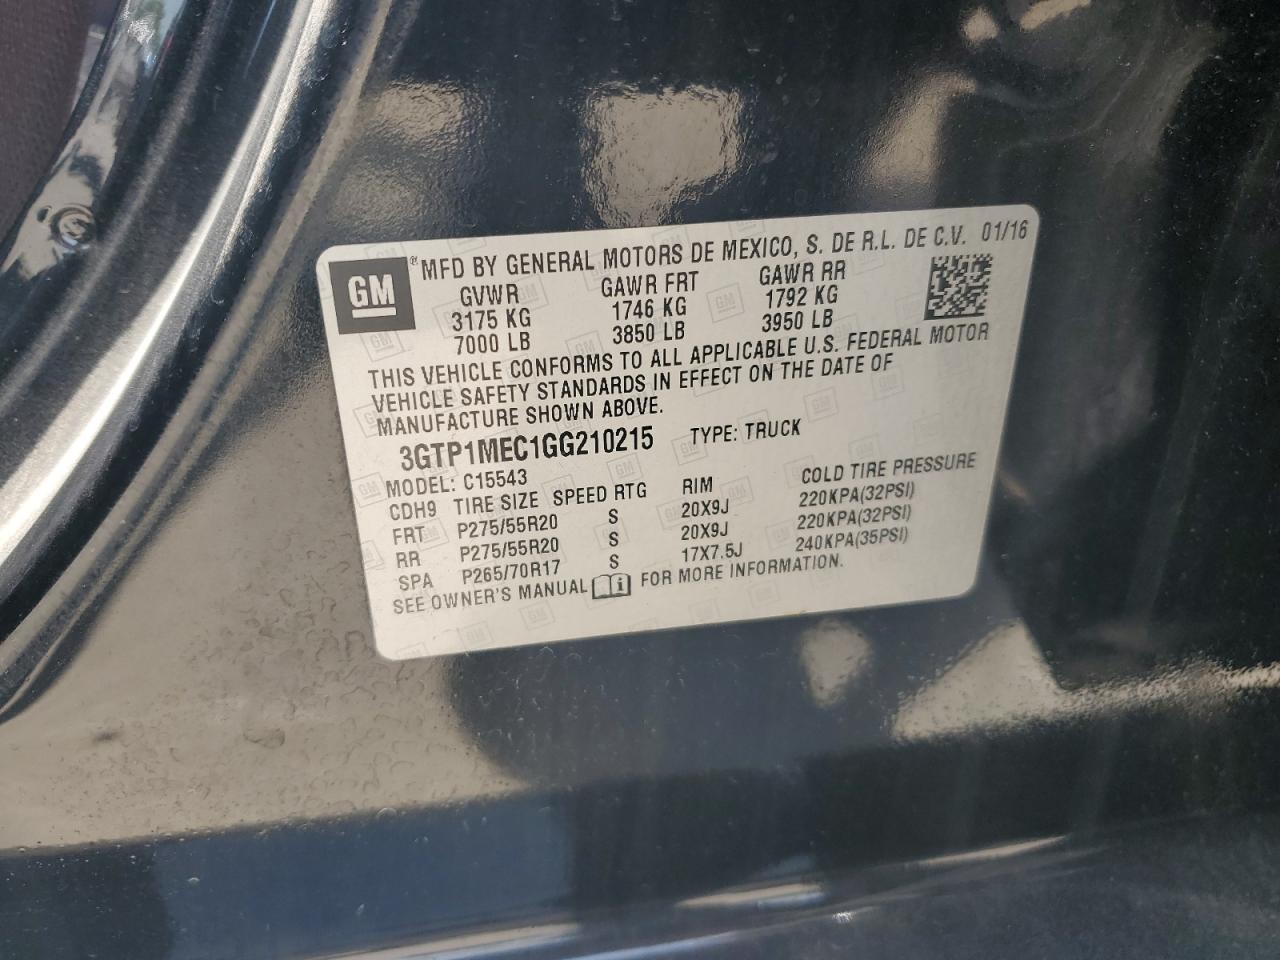 GM ® MFD BY GENERAL MOTORS DE MEXICO, S. DE R.L. DE C.V. 01/16
GVWR GAWR FRT GAWR RR
3175 KG 1746 KG 1792 KG
7000 LB 3850 LB 3950 LB
THIS VEHICLE CONFORMS TO ALL APPLICABLE U.S. FEDERAL MOTOR
VEHICLE SAFETY STANDARDS IN EFFECT ON THE DATE OF
MANUFACTURE SHOWN ABOVE.
3GTP1MEC1GG210215 TYPE: TRUCK
MODEL: C15543
CDH9 TIRE SIZE SPEED RTG RIM COLD TIRE PRESSURE
FRT P275/55R20 S 20X9J 220KPA(32PSI)
RR P275/55R20 S 20X9J 220KPA(32PSI)
SPA P265/70R17 S 17X7.5J 240KPA(35PSI)
SEE OWNER'S MANUAL i FOR MORE INFORMATION.